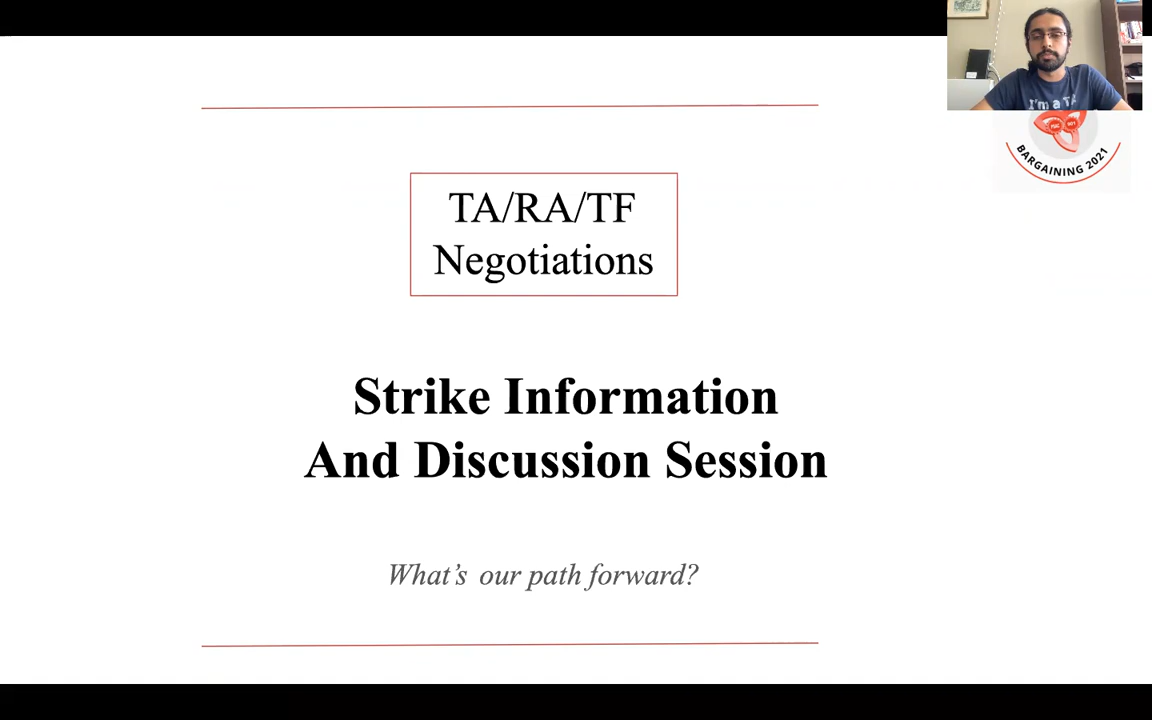 I'm a TA
BARGAINING 2021
TA/RA/TF
Negotiations
Strike Information
And Discussion Session
What's our path forward?